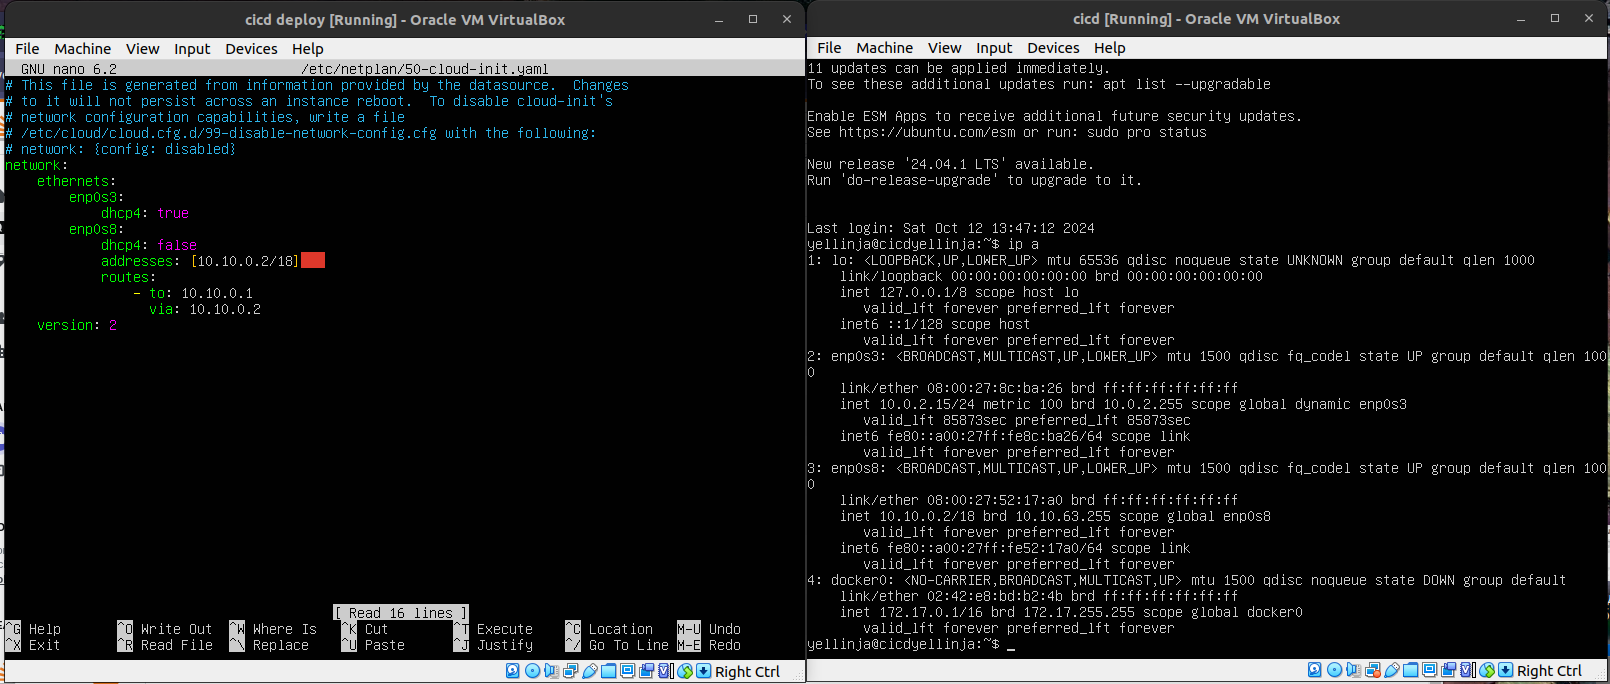 cicd deploy [Running] - Oracle VM VirtualBox
File Machine View Input Devices Help
GNU nano 6.2 /etc/netplan/50-cloud-init.yaml
# This file is generated from information provided by the datasource.  Changes
# to it will not persist across an instance reboot.  To disable cloud-init's
# network configuration capabilities, write a file
# /etc/cloud/cloud.cfg.d/99-disable-network-config.cfg with the following:
# network: {config: disabled}
network:
    ethernets:
        enp0s3:
            dhcp4: true
        enp0s8:
            dhcp4: false
            addresses: [10.10.0.2/18]
            routes:
                - to: 10.10.0.1
                  via: 10.10.0.2
    version: 2
[ Read 16 lines ]
^G Help ^O Write Out ^W Where Is ^K Cut ^T Execute ^C Location M-U Undo
^X Exit ^R Read File ^\ Replace ^U Paste ^J Justify ^/ Go To Line M-E Redo
Right Ctrl
cicd [Running] - Oracle VM VirtualBox
File Machine View Input Devices Help
11 updates can be applied immediately.
To see these additional updates run: apt list --upgradable
Enable ESM Apps to receive additional future security updates.
See https://ubuntu.com/esm or run: sudo pro status
New release '24.04.1 LTS' available.
Run 'do-release-upgrade' to upgrade to it.
Last login: Sat Oct 12 13:47:12 2024
yellinja@cicdyellinja:~$ ip a
1: lo: <LOOPBACK,UP,LOWER_UP> mtu 65536 qdisc noqueue state UNKNOWN group default qlen 1000
    link/loopback 00:00:00:00:00:00 brd 00:00:00:00:00:00
    inet 127.0.0.1/8 scope host lo
       valid_lft forever preferred_lft forever
    inet6 ::1/128 scope host
       valid_lft forever preferred_lft forever
2: enp0s3: <BROADCAST,MULTICAST,UP,LOWER_UP> mtu 1500 qdisc fq_codel state UP group default qlen 100
0
    link/ether 08:00:27:8c:ba:26 brd ff:ff:ff:ff:ff:ff
    inet 10.0.2.15/24 metric 100 brd 10.0.2.255 scope global dynamic enp0s3
       valid_lft 85873sec preferred_lft 85873sec
    inet6 fe80::a00:27ff:fe8c:ba26/64 scope link
       valid_lft forever preferred_lft forever
3: enp0s8: <BROADCAST,MULTICAST,UP,LOWER_UP> mtu 1500 qdisc fq_codel state UP group default qlen 100
0
    link/ether 08:00:27:52:17:a0 brd ff:ff:ff:ff:ff:ff
    inet 10.10.0.2/18 brd 10.10.63.255 scope global enp0s8
       valid_lft forever preferred_lft forever
    inet6 fe80::a00:27ff:fe52:17a0/64 scope link
       valid_lft forever preferred_lft forever
4: docker0: <NO-CARRIER,BROADCAST,MULTICAST,UP> mtu 1500 qdisc noqueue state DOWN group default
    link/ether 02:42:e8:bd:b2:4b brd ff:ff:ff:ff:ff:ff
    inet 172.17.0.1/16 brd 172.17.255.255 scope global docker0
       valid_lft forever preferred_lft forever
yellinja@cicdyellinja:~$ _
Right Ctrl